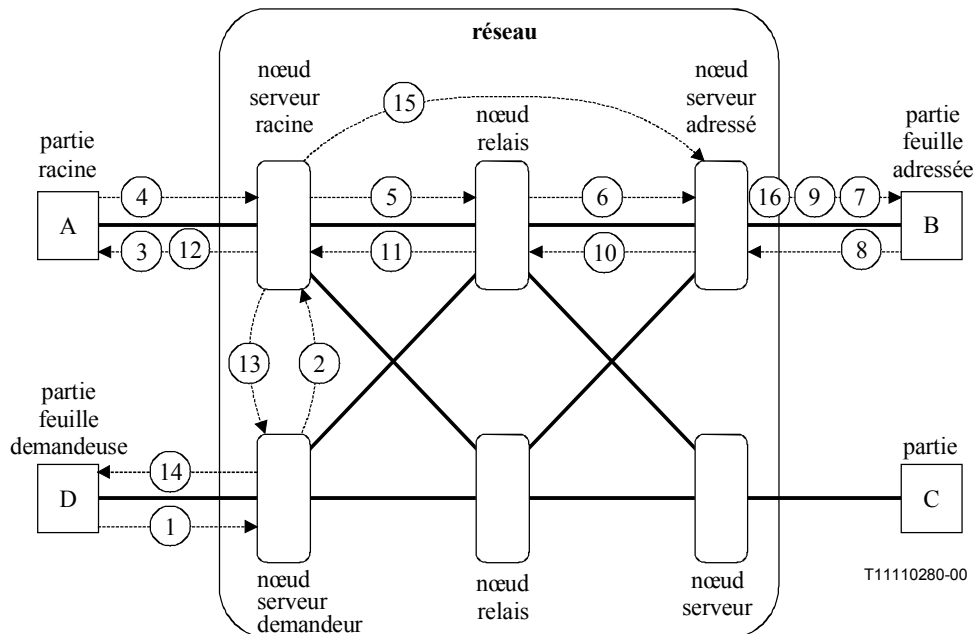 réseau
nœud
serveur
racine
15
nœud
relais
nœud
serveur
adressé
partie
racine
partie
feuille
adressée
A
4
5
6
16
9
7
B
3
12
11
10
8
13
2
partie
feuille
demandeuse
partie
D
14
1
C
nœud
serveur
demandeur
nœud
relais
nœud
serveur
T11110280-00